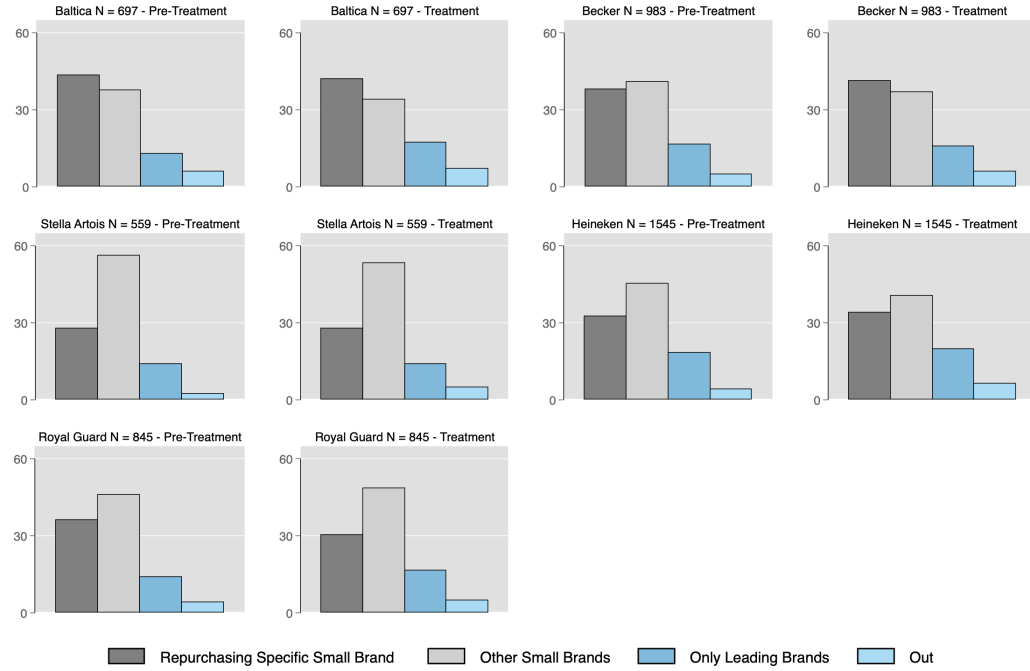 Baltica N = 697 - Pre-Treatment
60
30
0
Baltica N = 697 - Treatment
60
30
0
Becker N = 983 - Pre-Treatment
60
30
0
Becker N = 983 - Treatment
60
30
0
Stella Artois N = 559 - Pre-Treatment
60
30
0
Stella Artois N = 559 - Treatment
60
30
0
Heineken N = 1545 - Pre-Treatment
60
30
0
Heineken N = 1545 - Treatment
60
30
0
Royal Guard N = 845 - Pre-Treatment
60
30
0
Royal Guard N = 845 - Treatment
60
30
0
Repurchasing Specific Small Brand
Other Small Brands
Only Leading Brands
Out